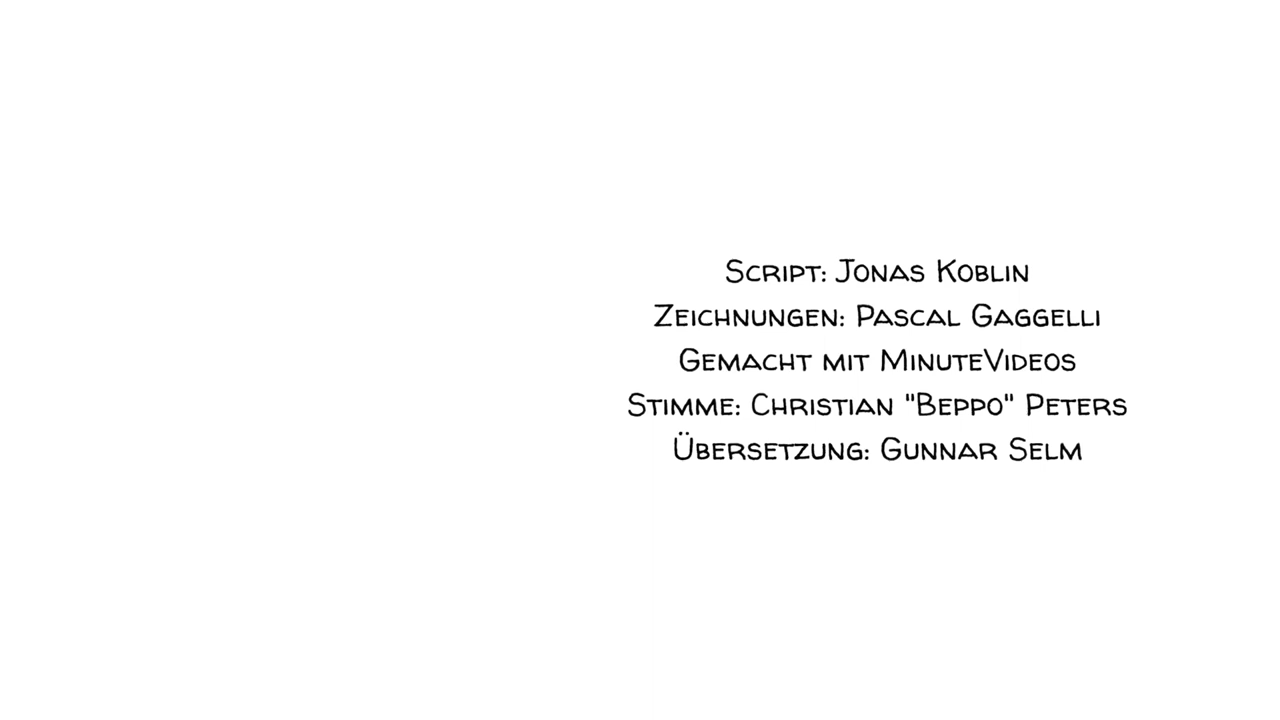 Script: Jonas Koblin
Zeichnungen: Pascal Gaggelli
Gemacht mit MinuteVideos
Stimme: Christian "Beppo" Peters
Übersetzung: Gunnar Selm